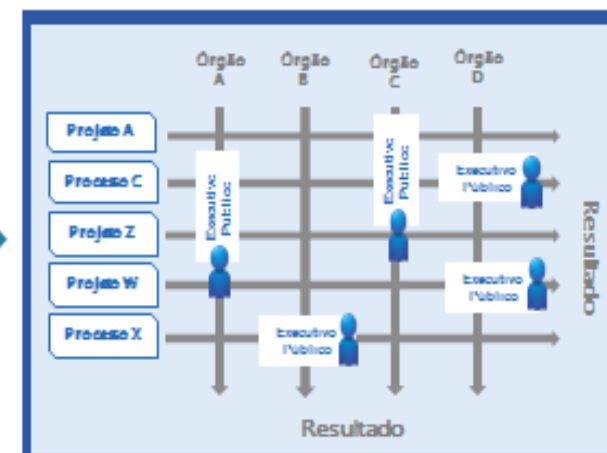 Órgão
A
Órgão
B
Órgão
C
Órgão
D
Projeto A
Processo C
Projeto Z
Projeto W
Processo X
Executivo
Público
Executivo
Público
Executivo
Público
Executivo
Público
Executivo
Público
Resultado
Resultado